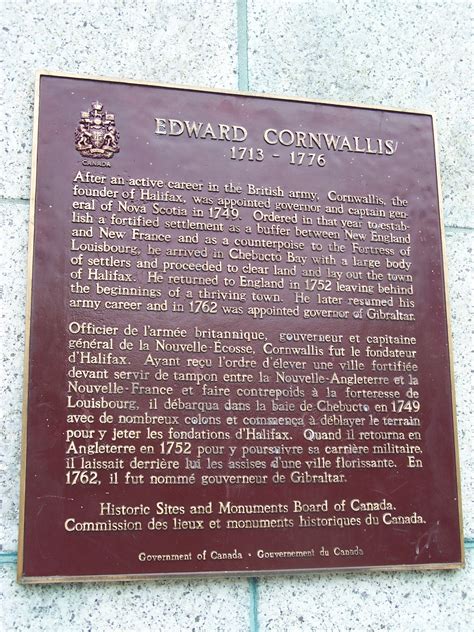 CANADA
EDWARD CORNWALLIS
1713 - 1776
After an active career in the British army, Cornwallis, the
founder of Halifax, was appointed governor and captain gen-
eral of Nova Scotia in 1749. Ordered in that year to estab-
lish a fortified settlement as a buffer between New England
and New France and as a counterpoise to the Fortress of
Louisbourg, he arrived in Chebucto Bay with a large body
of settlers and proceeded to clear land and lay out the town
of Halifax. He returned to England in 1752 leaving behind
the beginnings of a thriving town. He later resumed his
army career and in 1762 was appointed governor of Gibraltar.
Officier de l'armée britannique, gouverneur et capitaine
général de la Nouvelle-Écosse, Cornwallis fut le fondateur
d'Halifax. Ayant reçu l'ordre d'élever une ville fortifiée
devant servir de tampon entre la Nouvelle-Angleterre et la
Nouvelle-France et faire contrepoids à la forteresse de
Louisbourg, il débarqua dans la baie de Chebucto en 1749
avec de nombreux colons et commença à déblayer le terrain
pour y jeter les fondations d'Halifax. Quand il retourna en
Angleterre en 1752 pour y poursuivre sa carrière militaire,
il laissait derrière lui les assises d'une ville florissante. En
1762, il fut nommé gouverneur de Gibraltar.
Historic Sites and Monuments Board of Canada.
Commission des lieux et monuments historiques du Canada.
Government of Canada - Gouvernement du Canada